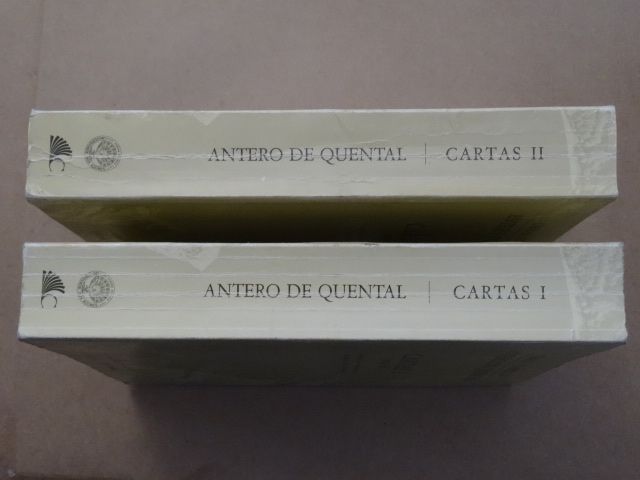 ANTERO DE QUENTAL | CARTAS II
ANTERO DE QUENTAL | CARTAS I